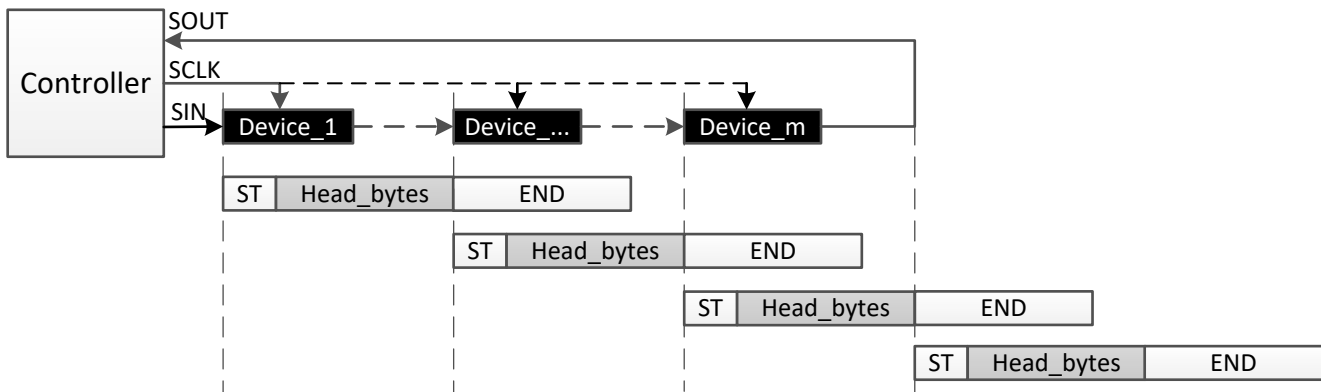 SOUT
Controller
SCLK
SIN
Device_1
Device_...
Device_m
ST Head_bytes END
ST Head_bytes END
ST Head_bytes END
ST Head_bytes END